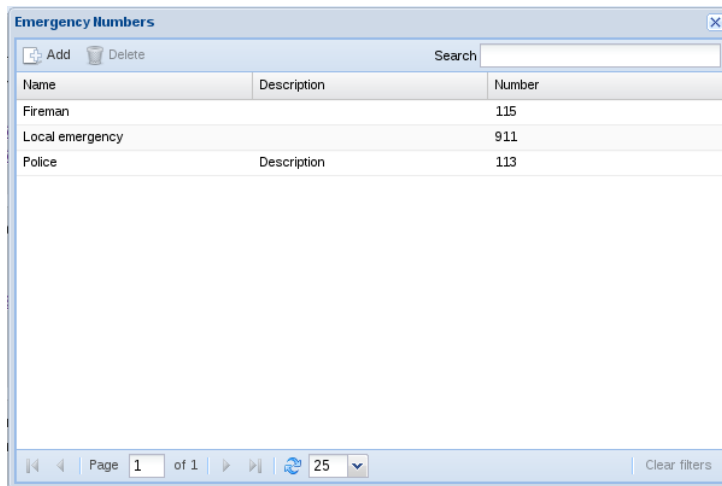 Emergency Numbers
Add Delete Search
Name Description Number
Fireman 115
Local emergency 911
Police Description 113
Page 1 of 1 25 Clear filters